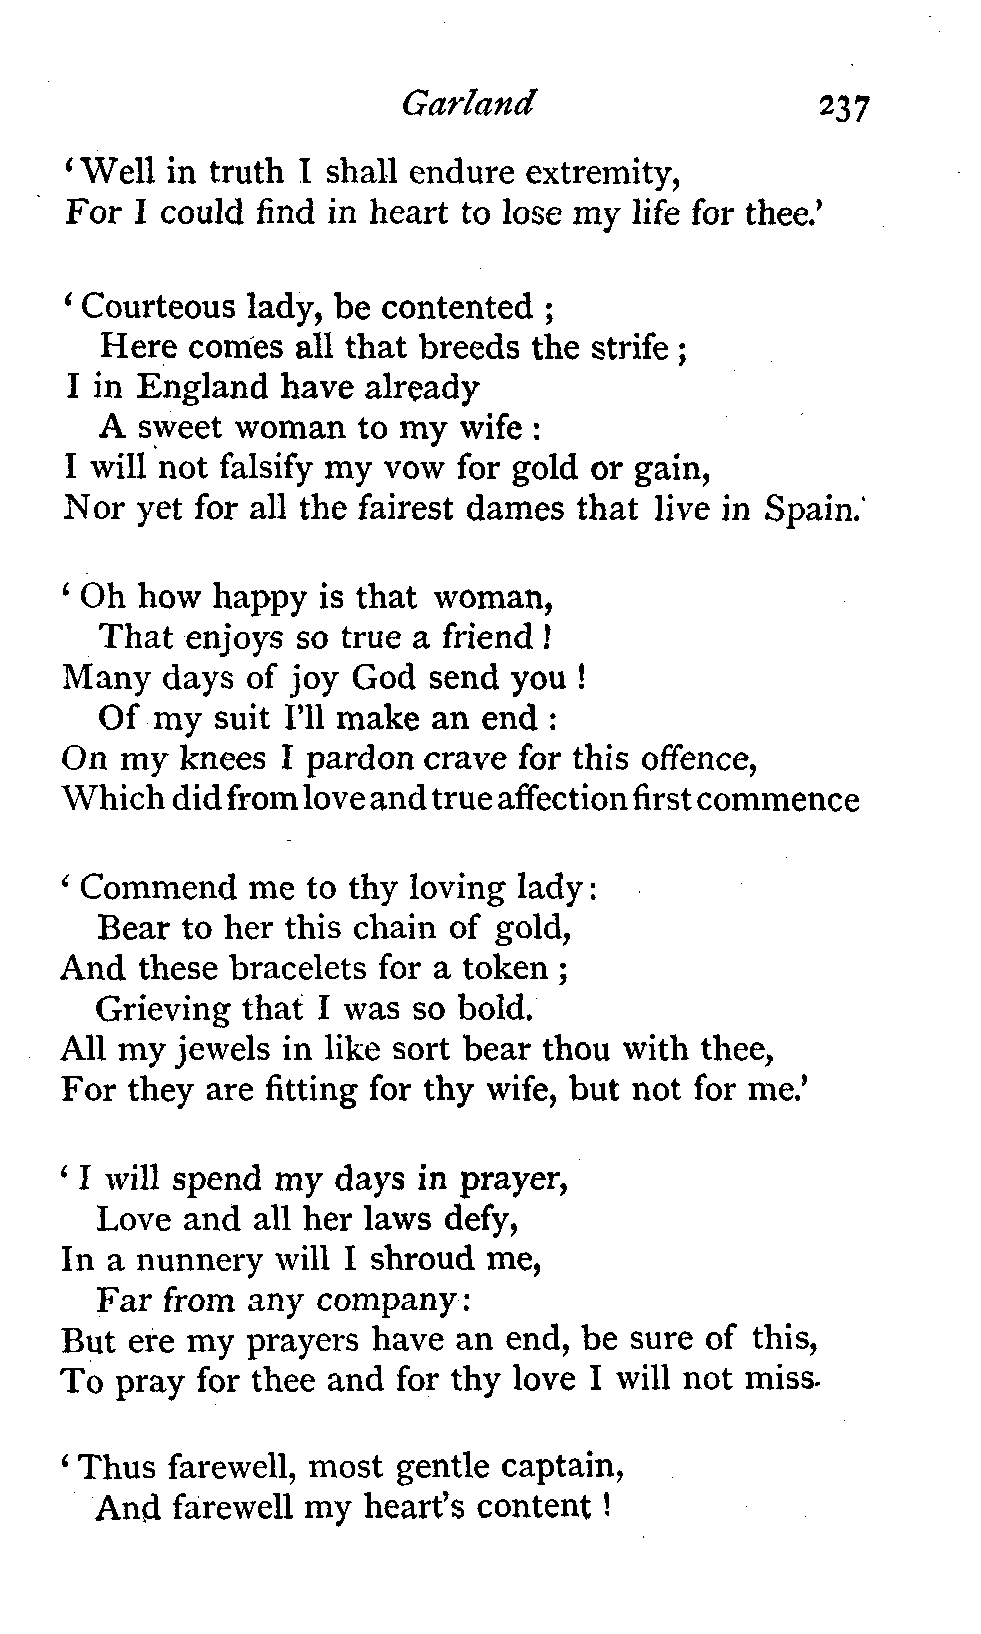 Garland 237
‘Well in truth I shall endure extremity,
For I could find in heart to lose my life for thee.’
‘Courteous lady, be contented ;
Here comes all that breeds the strife ;
I in England have already
A sweet woman to my wife :
I will not falsify my vow for gold or gain,
Nor yet for all the fairest dames that live in Spain.’
‘Oh how happy is that woman,
That enjoys so true a friend !
Many days of joy God send you !
Of my suit I’ll make an end :
On my knees I pardon crave for this offence,
Which did from love and true affection first commence
‘Commend me to thy loving lady:
Bear to her this chain of gold,
And these bracelets for a token ;
Grieving that I was so bold.
All my jewels in like sort bear thou with thee,
For they are fitting for thy wife, but not for me.’
‘I will spend my days in prayer,
Love and all her laws defy,
In a nunnery will I shroud me,
Far from any company:
But ere my prayers have an end, be sure of this,
To pray for thee and for thy love I will not miss.
‘Thus farewell, most gentle captain,
And farewell my heart’s content !